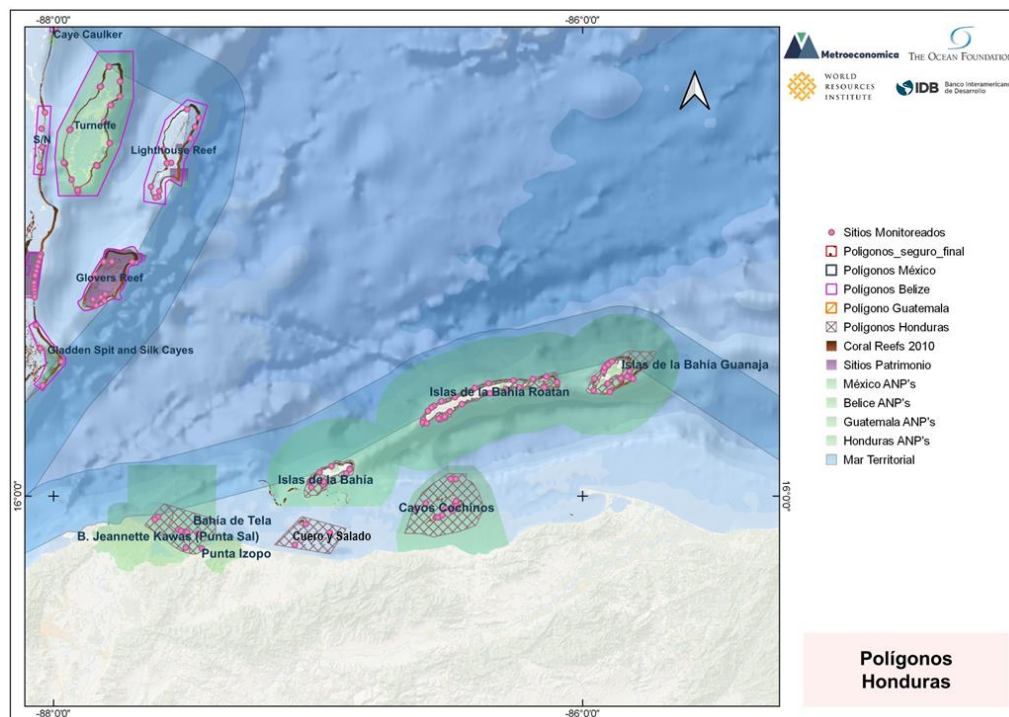 -88°0'0"
-86°0'0"
Caye Caulker
Turneffe
S/N
Lighthouse Reef
Glovers Reef
Gladden Spit and Silk Cayes
Islas de la Bahía Guanaja
Islas de la Bahía Roatan
Islas de la Bahía
Cayos Cochinos
Bahía de Tela
B. Jeannette Kawas (Punta Sal)
Cuero y Salado
Punta Izopo
16°0'0"
16°0'0"
-88°0'0"
-86°0'0"
Metroeconomica
THE OCEAN FOUNDATION
WORLD
RESOURCES
INSTITUTE
IDB
Banco Interamericano
de Desarrollo
Sitios Monitoreados
Poligonos_seguro_final
Polígonos México
Polígonos Belize
Polígono Guatemala
Polígonos Honduras
Coral Reefs 2010
Sitios Patrimonio
México ANP's
Belice ANP's
Guatemala ANP's
Honduras ANP's
Mar Territorial
Polígonos
Honduras